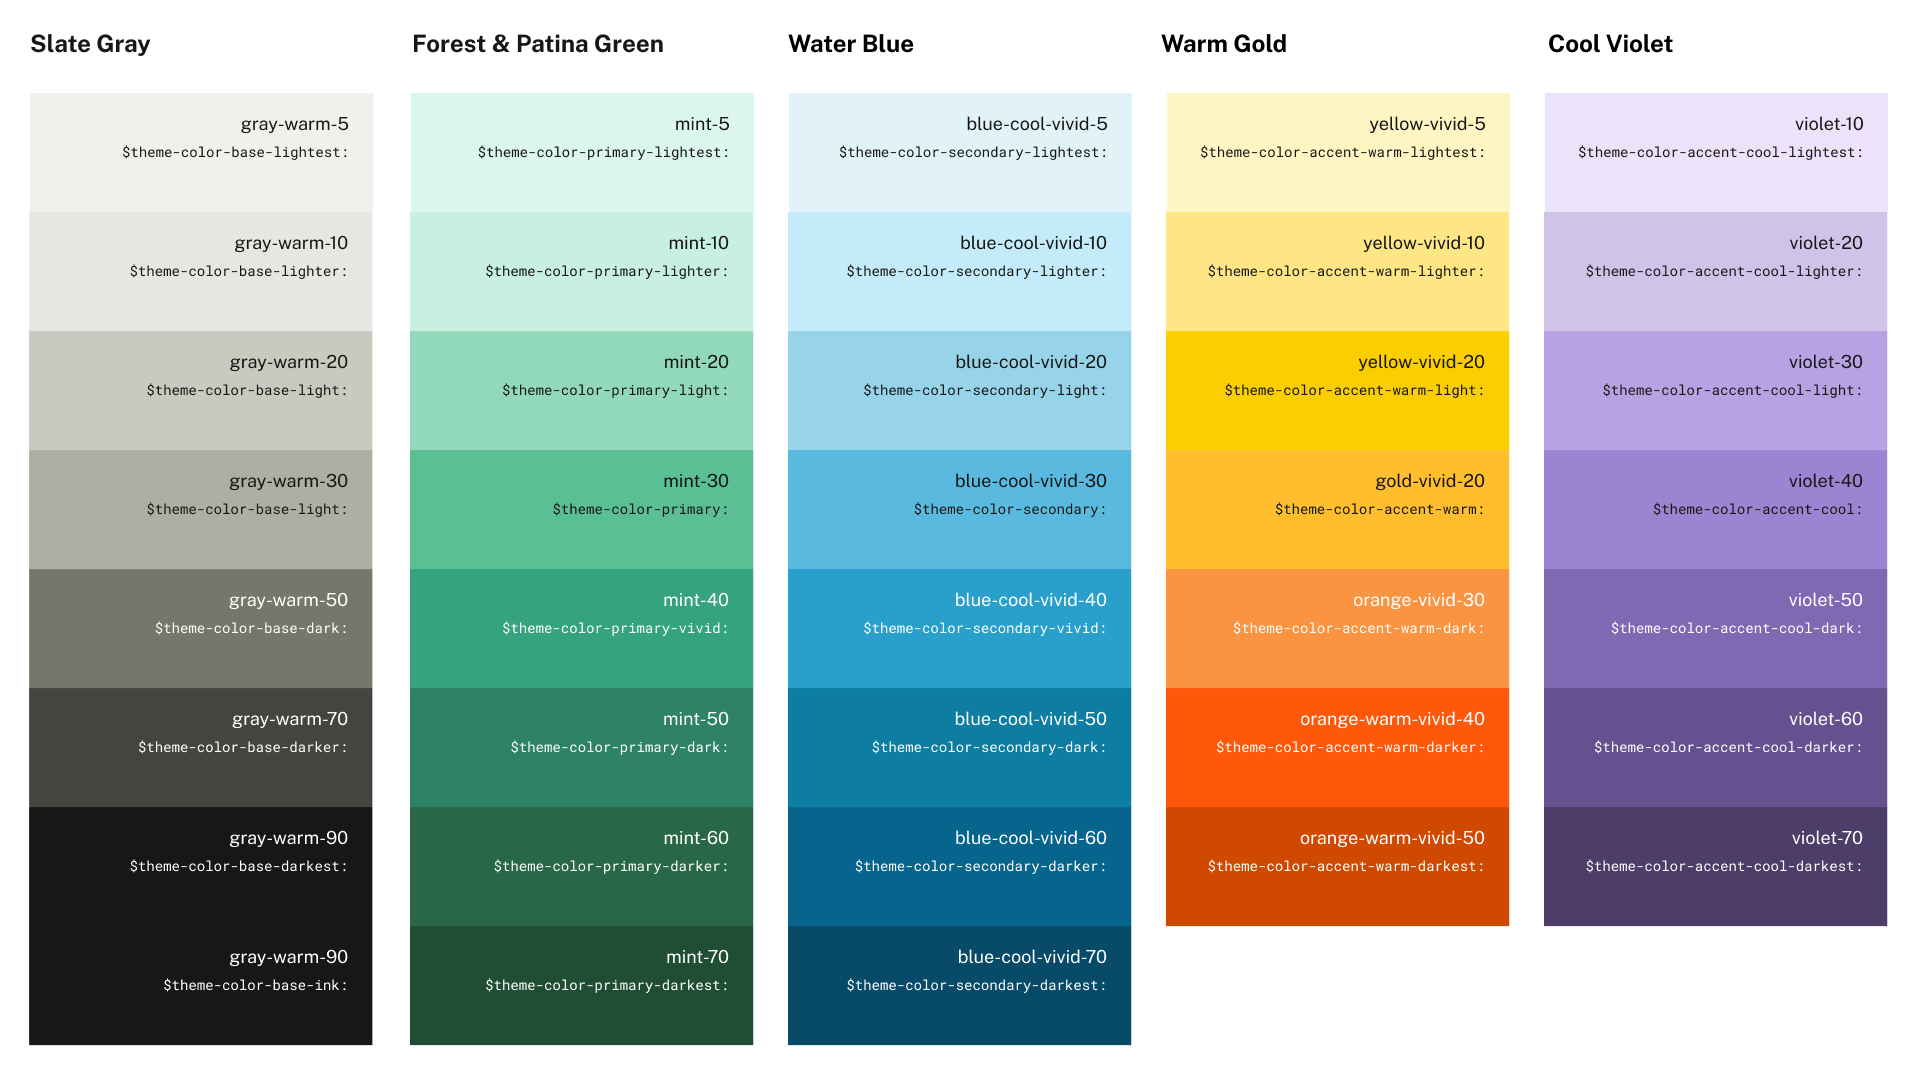 Slate Gray
gray-warm-5
$theme-color-base-lightest:
gray-warm-10
$theme-color-base-lighter:
gray-warm-20
$theme-color-base-light:
gray-warm-30
$theme-color-base-light:
gray-warm-50
$theme-color-base-dark:
gray-warm-70
$theme-color-base-darker:
gray-warm-90
$theme-color-base-darkest:
gray-warm-90
$theme-color-base-ink:
Forest & Patina Green
mint-5
$theme-color-primary-lightest:
mint-10
$theme-color-primary-lighter:
mint-20
$theme-color-primary-light:
mint-30
$theme-color-primary:
mint-40
$theme-color-primary-vivid:
mint-50
$theme-color-primary-dark:
mint-60
$theme-color-primary-darker:
mint-70
$theme-color-primary-darkest:
Water Blue
blue-cool-vivid-5
$theme-color-secondary-lightest:
blue-cool-vivid-10
$theme-color-secondary-lighter:
blue-cool-vivid-20
$theme-color-secondary-light:
blue-cool-vivid-30
$theme-color-secondary:
blue-cool-vivid-40
$theme-color-secondary-vivid:
blue-cool-vivid-50
$theme-color-secondary-dark:
blue-cool-vivid-60
$theme-color-secondary-darker:
blue-cool-vivid-70
$theme-color-secondary-darkest:
Warm Gold
yellow-vivid-5
$theme-color-accent-warm-lightest:
yellow-vivid-10
$theme-color-accent-warm-lighter:
yellow-vivid-20
$theme-color-accent-warm-light:
gold-vivid-20
$theme-color-accent-warm:
orange-vivid-30
$theme-color-accent-warm-dark:
orange-warm-vivid-40
$theme-color-accent-warm-darker:
orange-warm-vivid-50
$theme-color-accent-warm-darkest:
Cool Violet
violet-10
$theme-color-accent-cool-lightest:
violet-20
$theme-color-accent-cool-lighter:
violet-30
$theme-color-accent-cool-light:
violet-40
$theme-color-accent-cool:
violet-50
$theme-color-accent-cool-dark:
violet-60
$theme-color-accent-cool-darker:
violet-70
$theme-color-accent-cool-darkest: